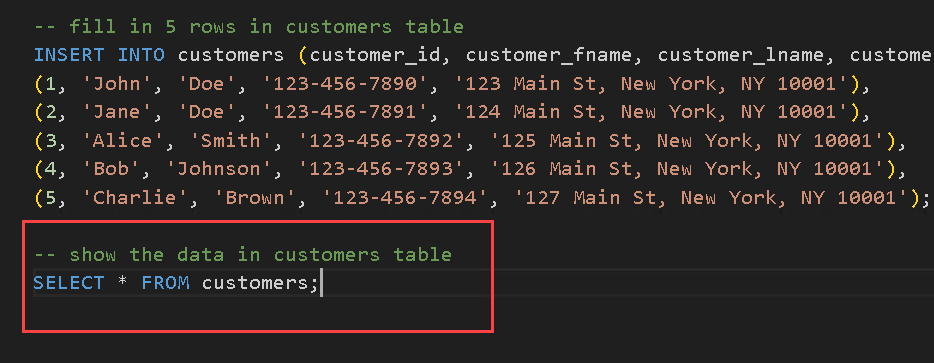 -- fill in 5 rows in customers table
INSERT INTO customers (customer_id, customer_fname, customer_lname, custome
(1, 'John', 'Doe', '123-456-7890', '123 Main St, New York, NY 10001'),
(2, 'Jane', 'Doe', '123-456-7891', '124 Main St, New York, NY 10001'),
(3, 'Alice', 'Smith', '123-456-7892', '125 Main St, New York, NY 10001'),
(4, 'Bob', 'Johnson', '123-456-7893', '126 Main St, New York, NY 10001'),
(5, 'Charlie', 'Brown', '123-456-7894', '127 Main St, New York, NY 10001');
-- show the data in customers table
SELECT * FROM customers;